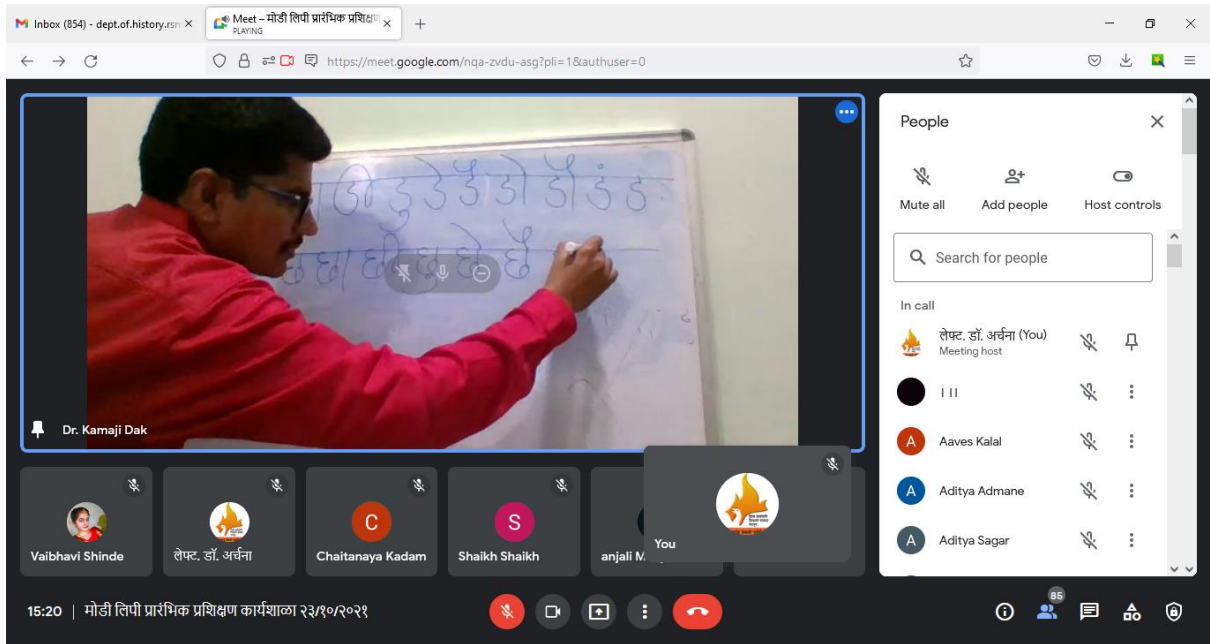 Inbox (854) - dept.of.history.rsm
Meet – मोडी लिपी प्रारंभिक प्रशिक्षण
PLAYING
https://meet.google.com/nqa-zvdu-asg?pli=1&authuser=0
डी डु डे डै डो डौ डं ड:
छ छा छी छु छे छै
Dr. Kamaji Dak
Vaibhavi Shinde
लेफ्ट. डॉ. अर्चना
C
Chaitanaya Kadam
S
Shaikh Shaikh
anjali
You
15:20 | मोडी लिपी प्रारंभिक प्रशिक्षण कार्यशाळा २३/१०/२०२१
People
Mute all
Add people
Host controls
Search for people
In call
लेफ्ट. डॉ. अर्चना (You)
Meeting host
I II
A
Aaves Kalal
A
Aditya Admane
A
Aditya Sagar
85